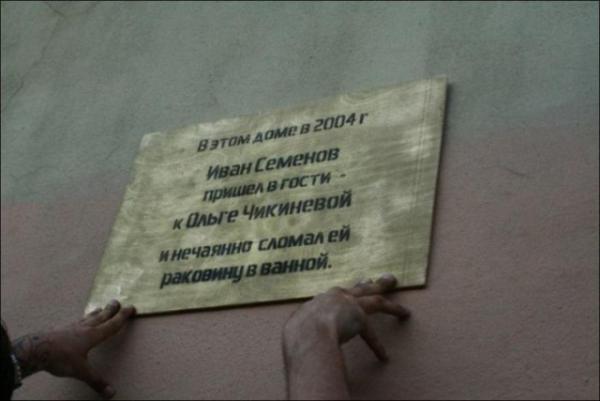 В этом доме в 2004 г
Иван Семенов
пришел в гости -
к Ольге Чикиневой
и нечаянно сломал ей
раковину в ванной.